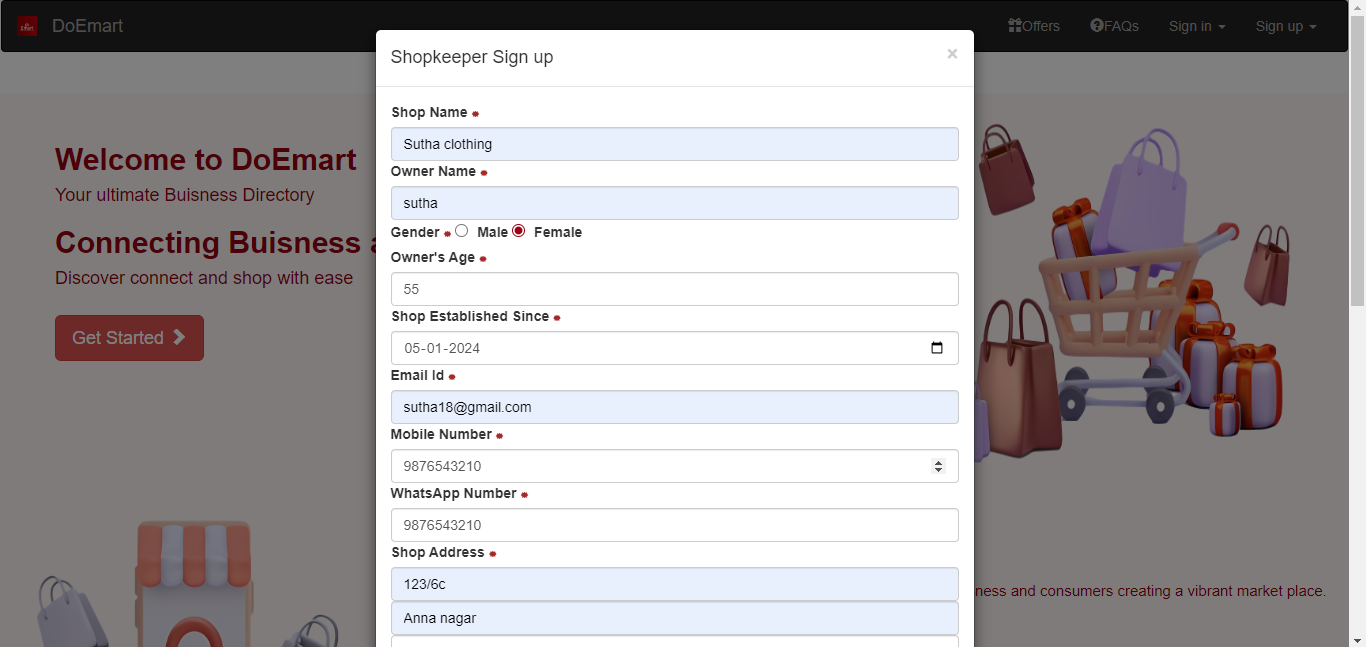 DoEmart
Offers
FAQs
Sign in
Sign up
Shopkeeper Sign up
×
Shop Name
Sutha clothing
Owner Name
sutha
Gender Male Female
Owner's Age
55
Shop Established Since
05-01-2024
Email Id
sutha18@gmail.com
Mobile Number
9876543210
WhatsApp Number
9876543210
Shop Address
123/6c
Anna nagar
Welcome to DoEmart
Your ultimate Buisness Directory
Connecting Buisness
Discover connect and shop with ease
Get Started
and consumers creating a vibrant market place.